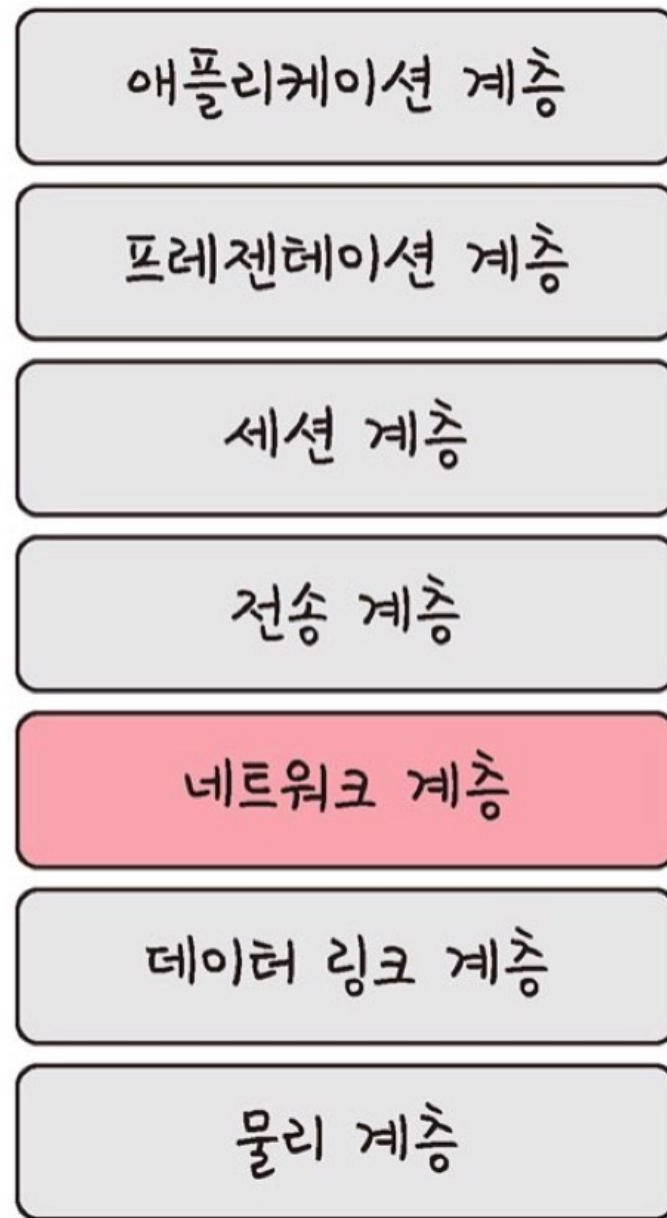 애플리케이션 계층
프레젠테이션 계층
세션 계층
전송 계층
네트워크 계층
데이터 링크 계층
물리 계층